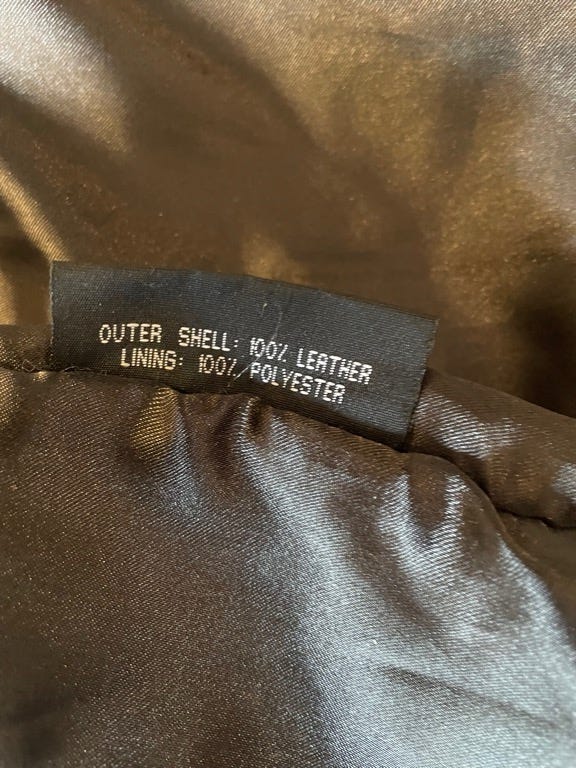 OUTER SHELL: 100% LEATHER
LINING: 100% POLYESTER